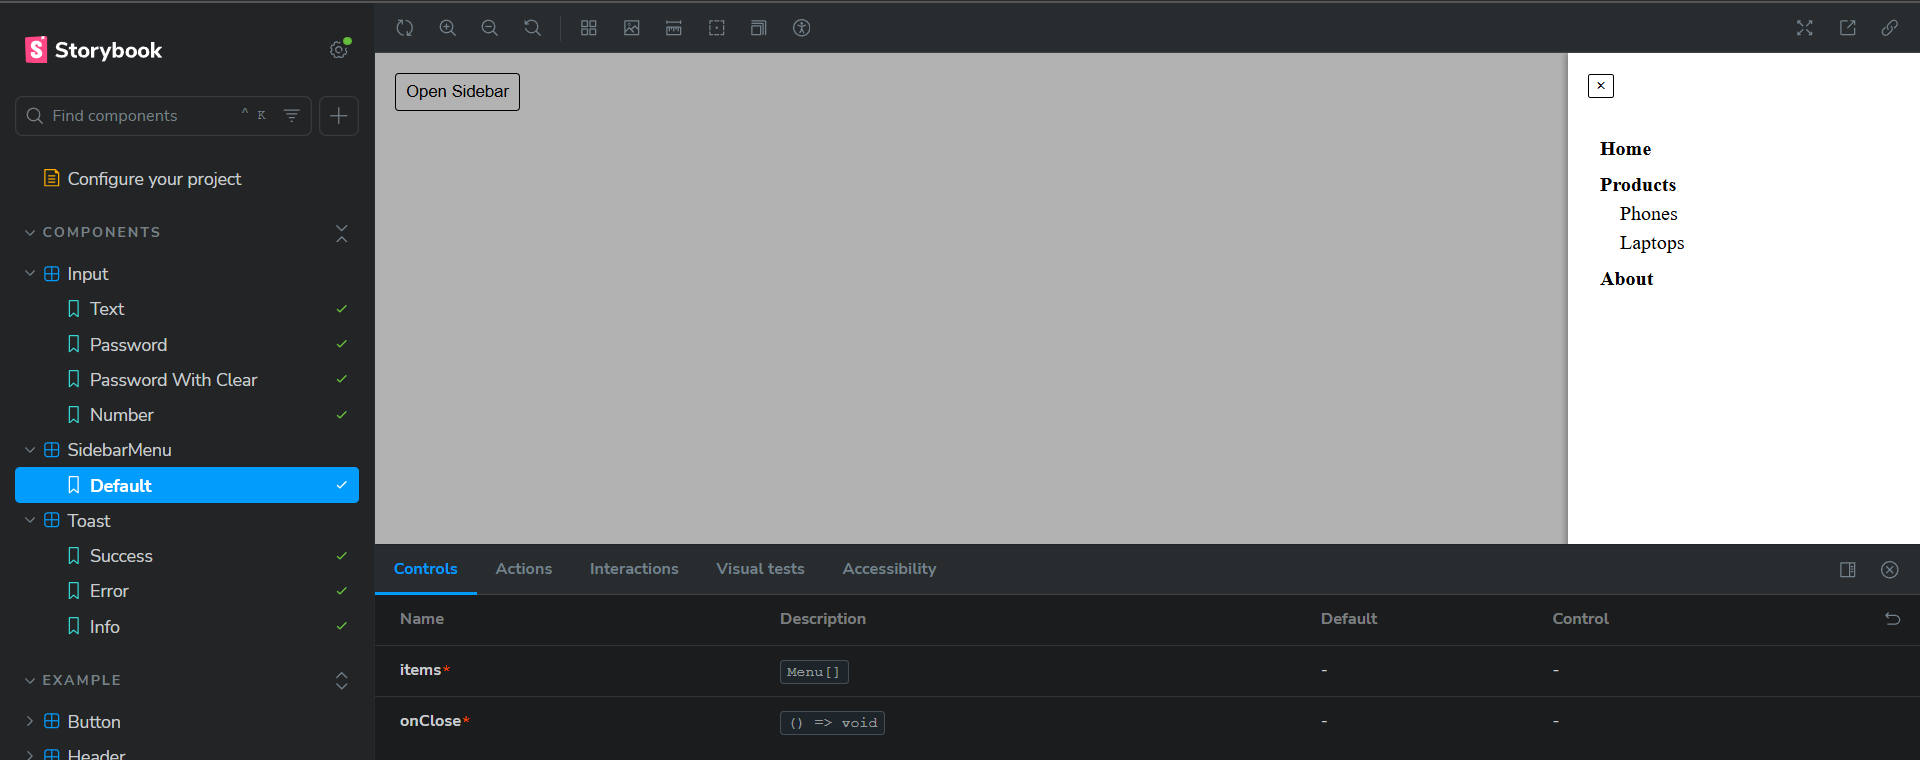 Storybook
Find components
^ K
Configure your project
COMPONENTS
Input
Text
Password
Password With Clear
Number
SidebarMenu
Default
Toast
Success
Error
Info
EXAMPLE
Button
Header
Open Sidebar
×
Home
Products
Phones
Laptops
About
Controls Actions Interactions Visual tests Accessibility
Name Description Default Control
items* Menu[] - -
onClose* () => void - -